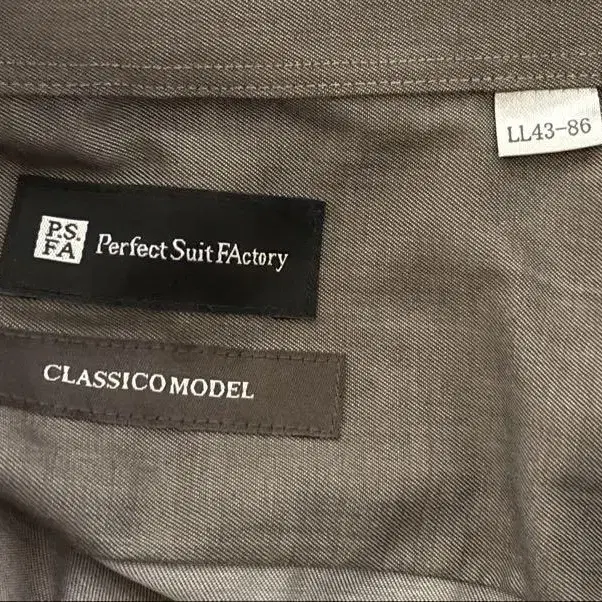 LL43-86
P.S.
FA
Perfect Suit FActory
CLASSICO MODEL